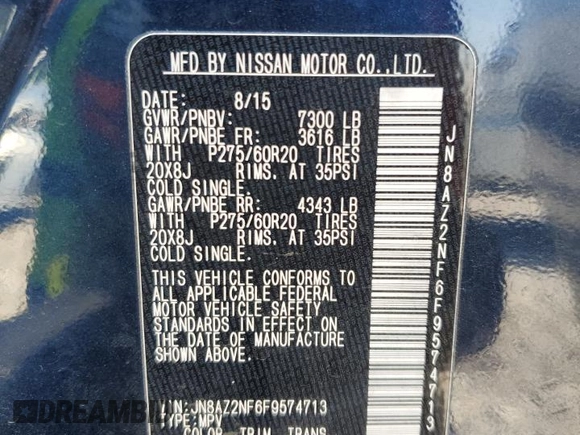 MFD BY NISSAN MOTOR CO.,LTD.
DATE: 8/15
GVWR/PNBV: 7300 LB
GAWR/PNBE FR: 3616 LB
WITH P275/60R20 TIRES
20X8J RIMS. AT 35PSI
COLD SINGLE.
GAWR/PNBE RR: 4343 LB
WITH P275/60R20 TIRES
20X8J RIMS. AT 35PSI
COLD SINGLE.
THIS VEHICLE CONFORMS TO
ALL APPLICABLE FEDERAL
MOTOR VEHICLE SAFETY
STANDARDS IN EFFECT ON
THE DATE OF MANUFACTURE
SHOWN ABOVE.
VIN: JN8AZ2NF6F9574713
TYPE: MPV
COLOR TRIM TRANS
JN8AZ2NF6F9574713